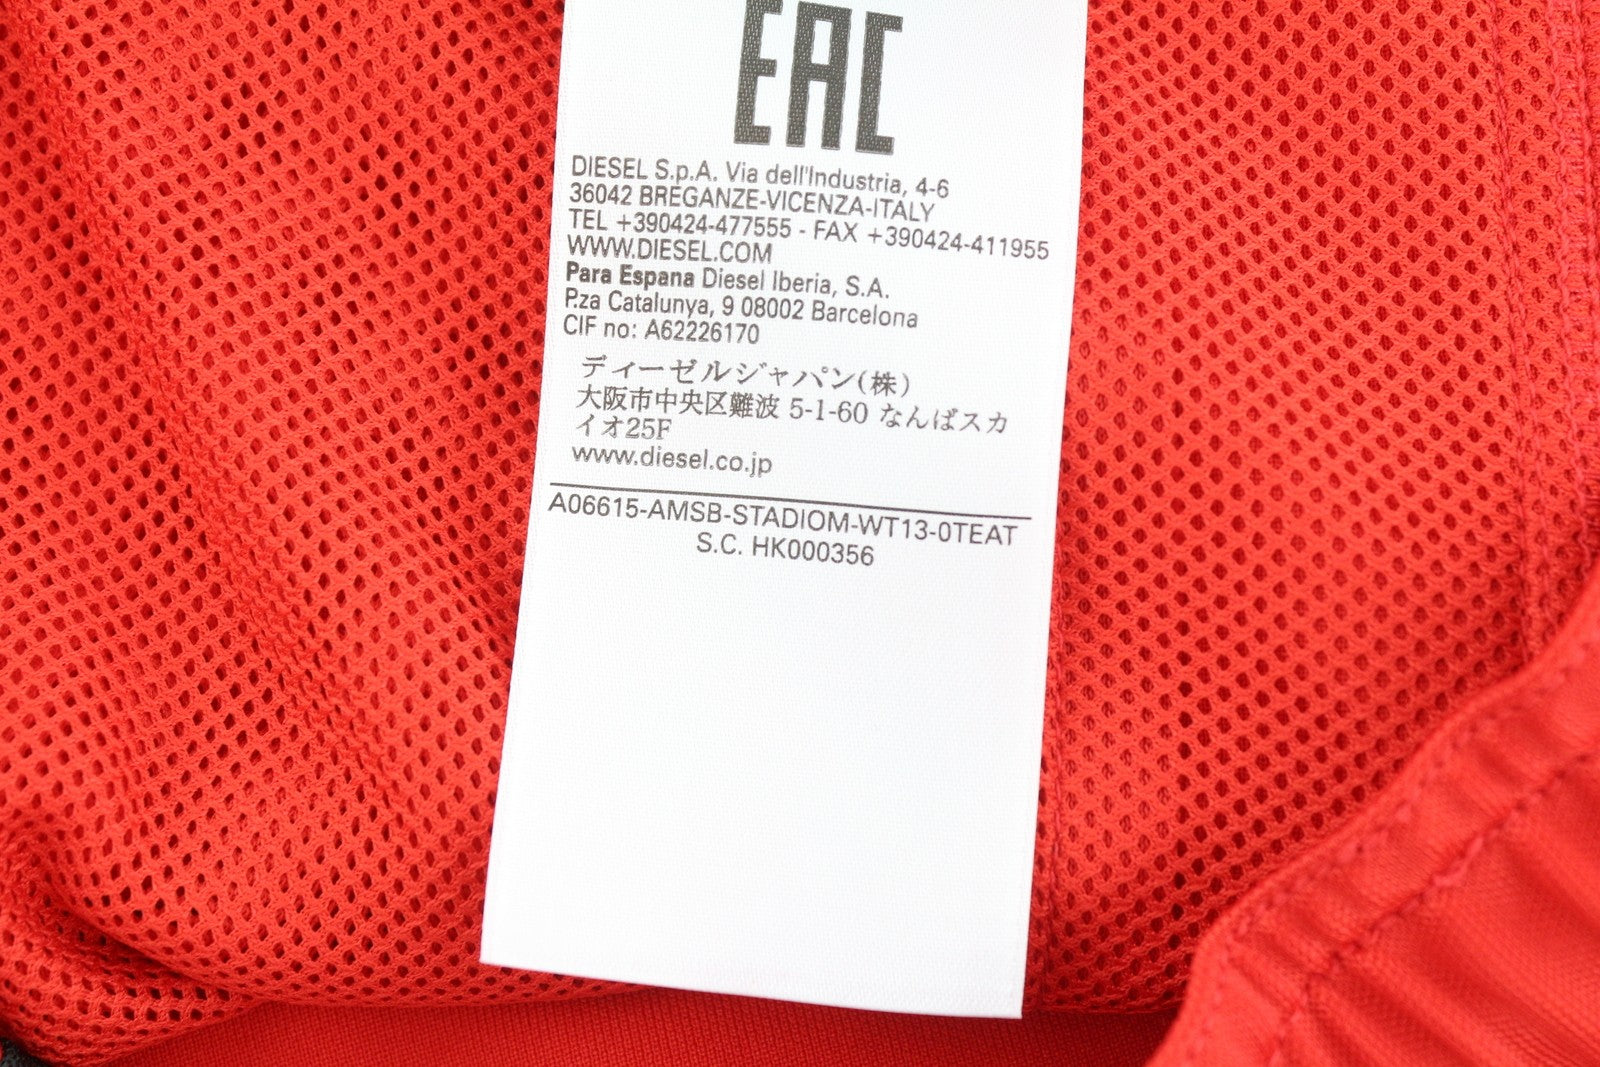 EAC
DIESEL S.p.A. Via dell'Industria, 4-6
36042 BREGANZE-VICENZA-ITALY
TEL +390424-477555 - FAX +390424-411955
WWW.DIESEL.COM
Para Espana Diesel Iberia, S.A.
P.za Catalunya, 9 08002 Barcelona
CIF no: A62226170
ディーゼルジャパン(株)
大阪市中央区難波 5-1-60 なんばスカ
イオ25F
www.diesel.co.jp
A06615-AMSB-STADIOM-WT13-0TEAT
S.C. HK000356